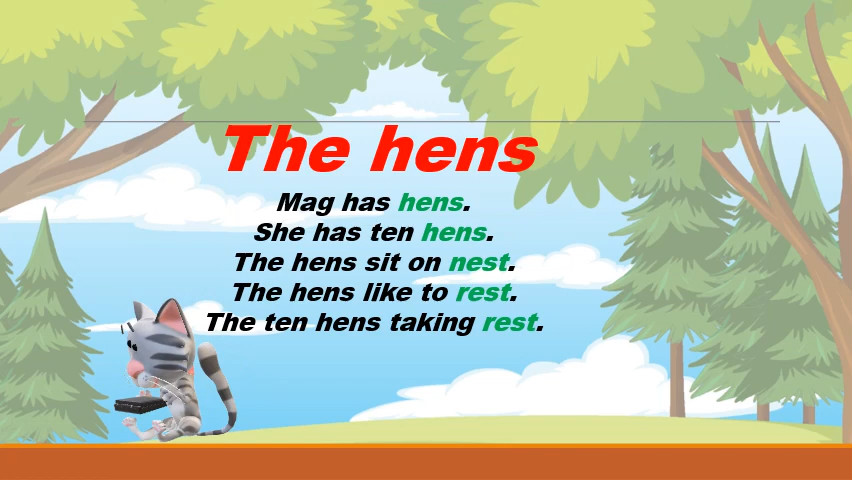 The hens
Mag has hens.
She has ten hens.
The hens sit on nest.
The hens like to rest.
The ten hens taking rest.